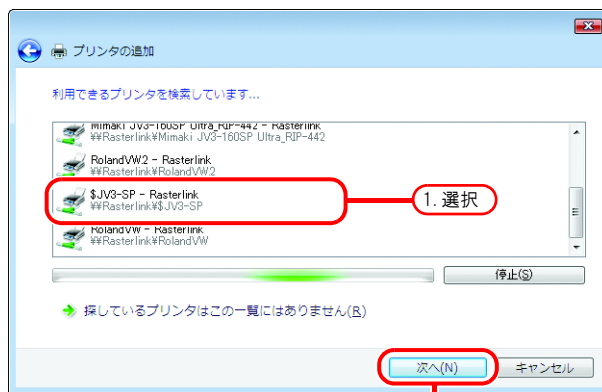 プリンタの追加
利用できるプリンタを検索しています...
Mimaki JV3-160SP Ultra_RIP-442 - Rasterlink
¥¥Rasterlink¥Mimaki JV3-160SP Ultra_RIP-442
RolandVW2 - Rasterlink
¥¥Rasterlink¥RolandVW2
$JV3-SP - Rasterlink
¥¥Rasterlink¥$JV3-SP
1. 選択
RolandVW - Rasterlink
¥¥Rasterlink¥RolandVW
停止(S)
探しているプリンタはこの一覧にはありません(R)
次へ(N)
キャンセル